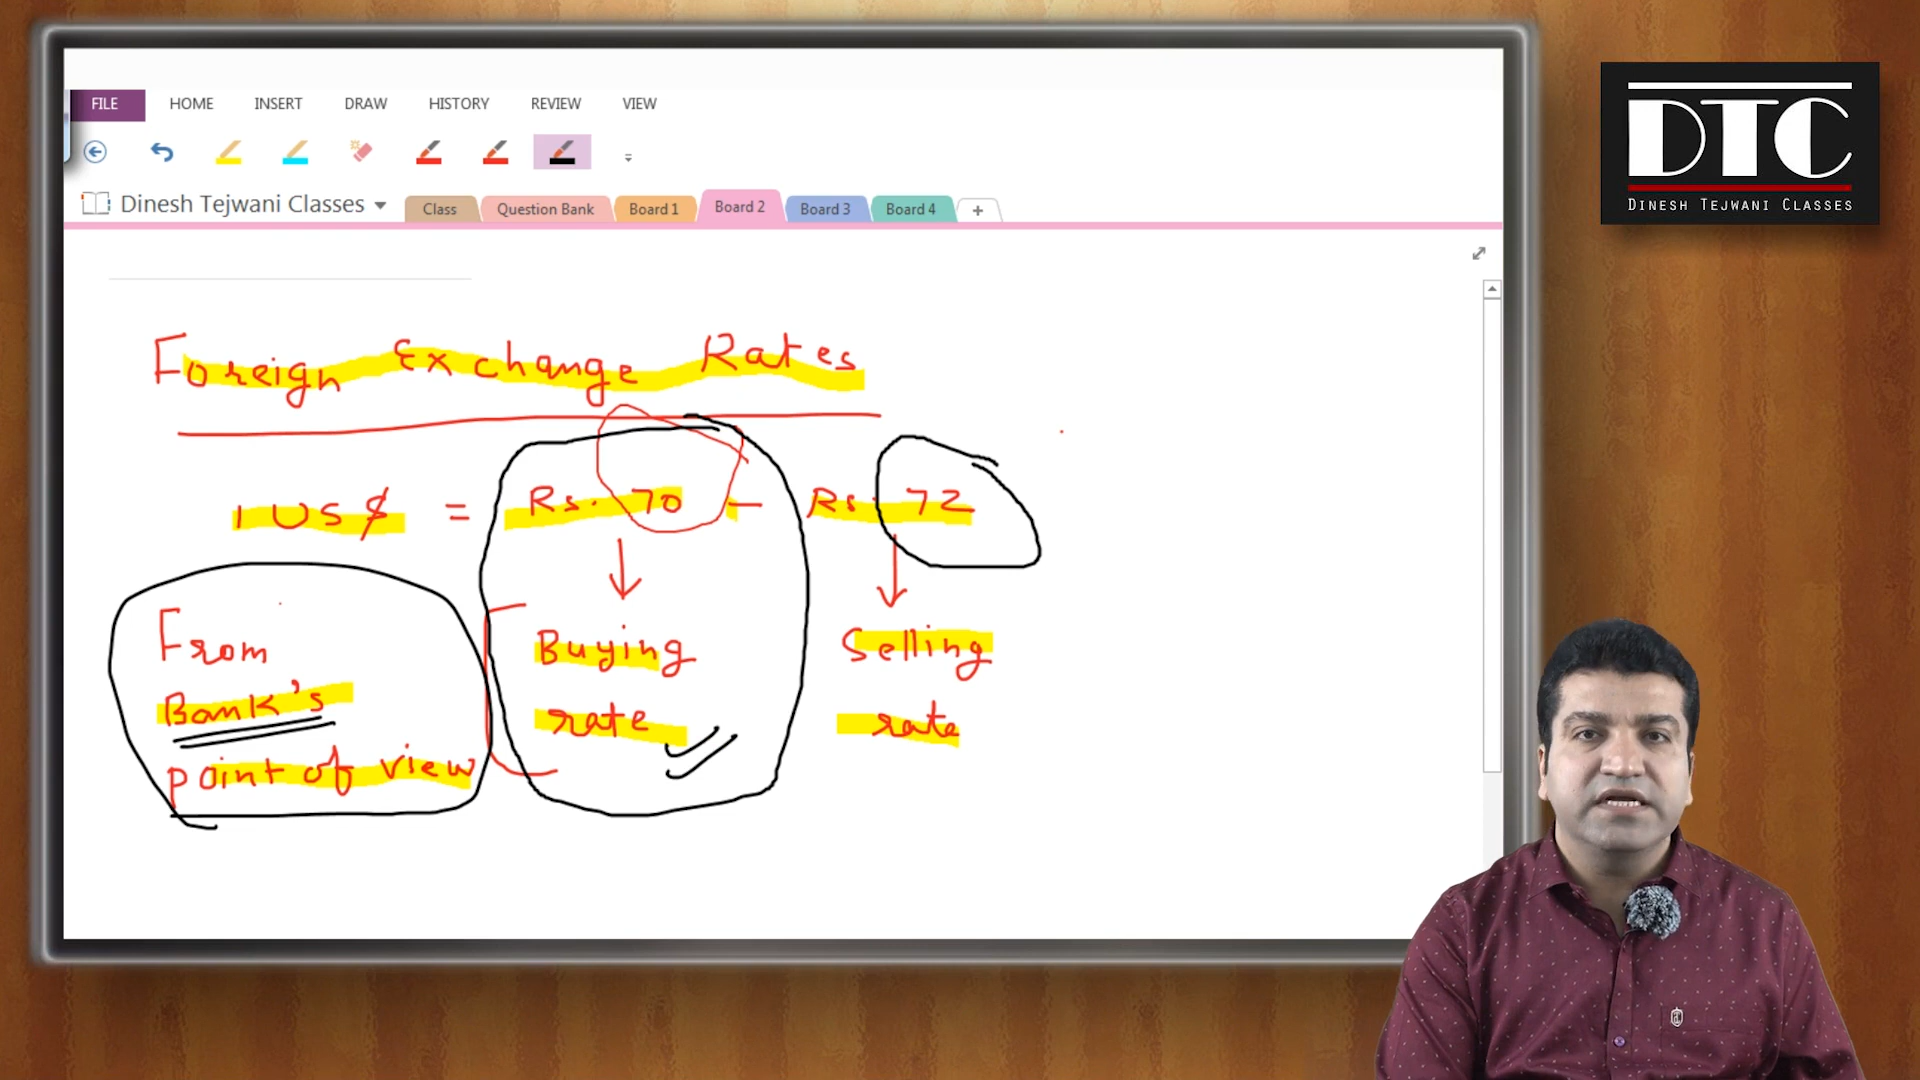 FILE HOME INSERT DRAW HISTORY REVIEW VIEW
Dinesh Tejwani Classes Class Question Bank Board 1 Board 2 Board 3 Board 4 +
DTC
DINESH TEJWANI CLASSES
Foreign Exchange Rates
1 US $ = Rs. 70 – Rs. 72
From Bank's point of view
Buying rate
Selling rate